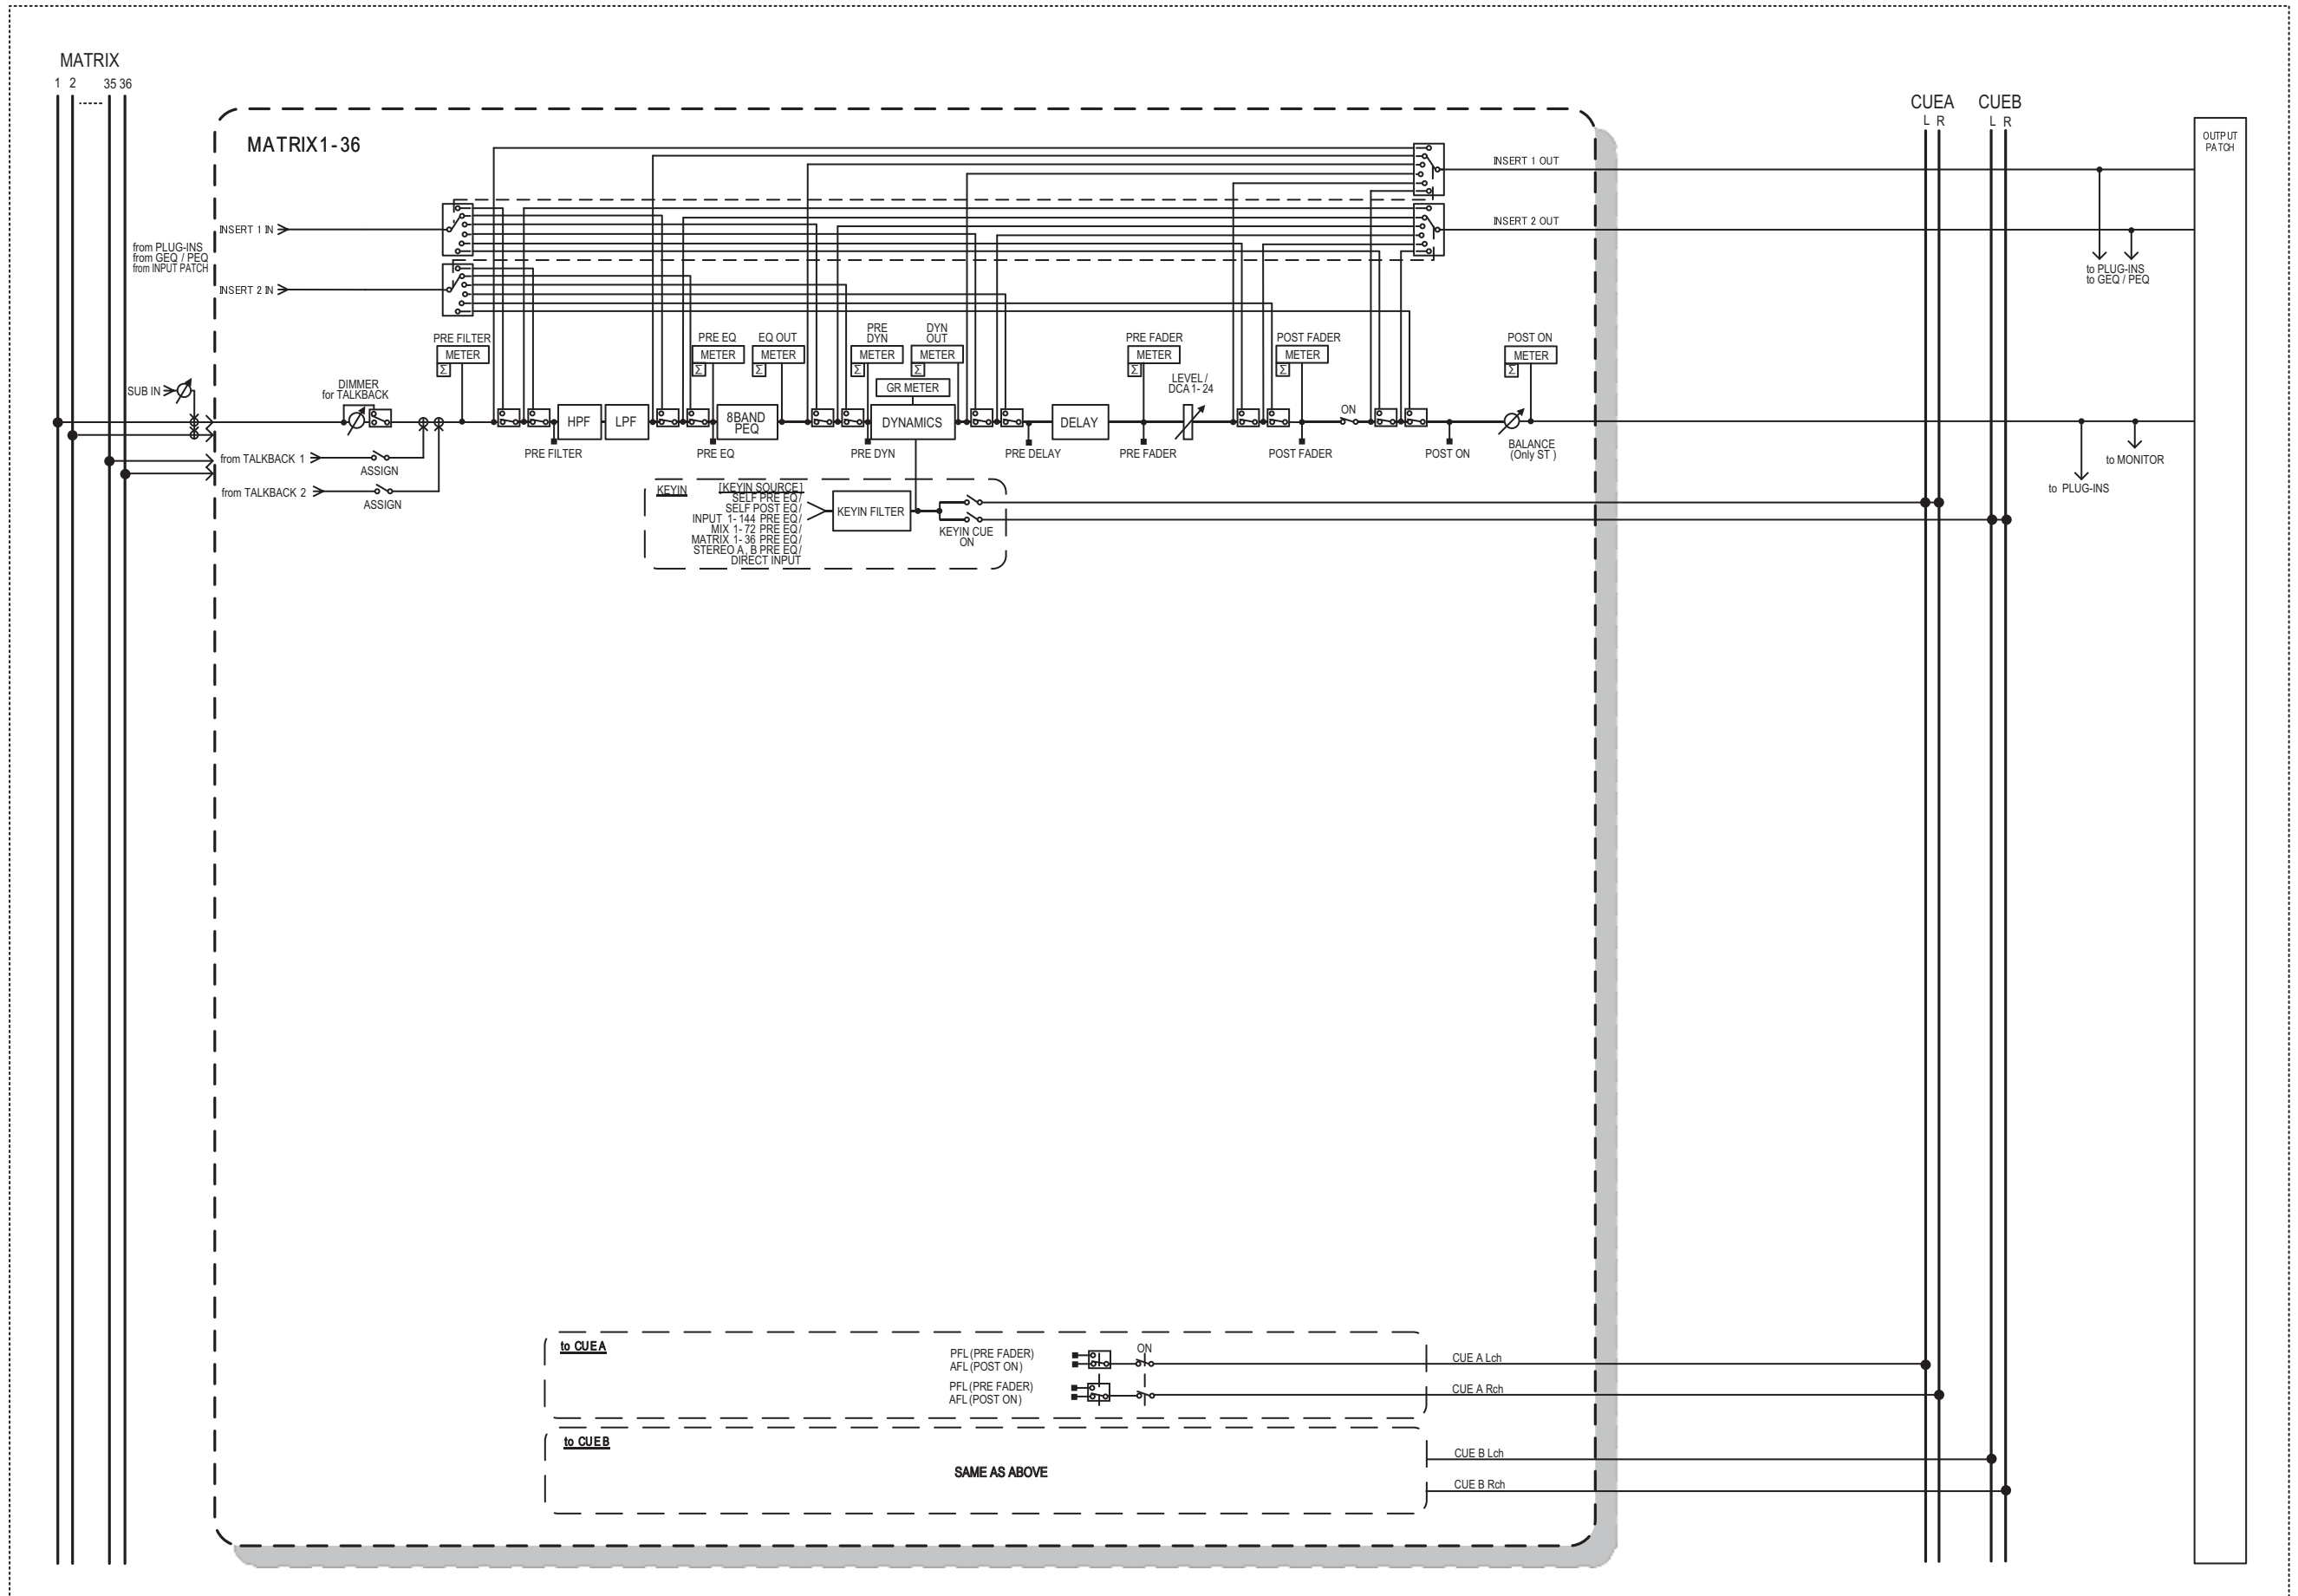 MATRIX
1 2 35 36
CUEA CUEB
L R L R
OUTPUT
PATCH
MATRIX1-36
INSERT 1 OUT
INSERT 2 OUT
INSERT 1 IN
from PLUG-INS
from GEQ / PEQ
from INPUT PATCH
INSERT 2 IN
to PLUG-INS
to GEQ / PEQ
PRE FILTER
METER
Σ
PRE EQ
METER
Σ
EQ OUT
METER
Σ
PRE
DYN
METER
Σ
DYN
OUT
METER
Σ
GR METER
PRE FADER
METER
Σ
LEVEL /
DCA 1-24
POST FADER
METER
Σ
POST ON
METER
Σ
SUB IN
DIMMER
for TALKBACK
HPF
LPF
8BAND
PEQ
DYNAMICS
DELAY
ON
PRE FILTER
PRE EQ
PRE DYN
PRE DELAY
PRE FADER
POST FADER
POST ON
BALANCE
(Only ST)
to MONITOR
to PLUG-INS
from TALKBACK 1
ASSIGN
from TALKBACK 2
ASSIGN
KEYIN
[KEYIN SOURCE]
SELF PRE EQ/
SELF POST EQ/
INPUT 1-144 PRE EQ/
MIX 1-72 PRE EQ/
MATRIX 1-36 PRE EQ/
STEREO A, B PRE EQ/
DIRECT INPUT
KEYIN FILTER
KEYIN CUE
ON
to CUE A
PFL (PRE FADER)
AFL (POST ON)
PFL (PRE FADER)
AFL (POST ON)
ON
CUE A Lch
CUE A Rch
to CUE B
SAME AS ABOVE
CUE B Lch
CUE B Rch